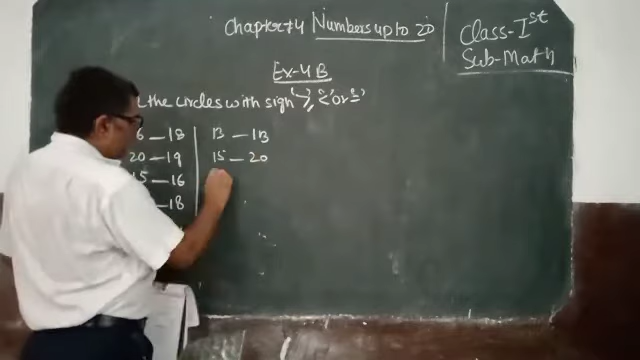 Chapter-4 Numbers up to 20
Class-Ist
Sub-Math
Ex-4B
the circles with sign '>', '<' or '='
6 — 18
20 — 19
15 — 16
— 18
13 — 13
15 — 20